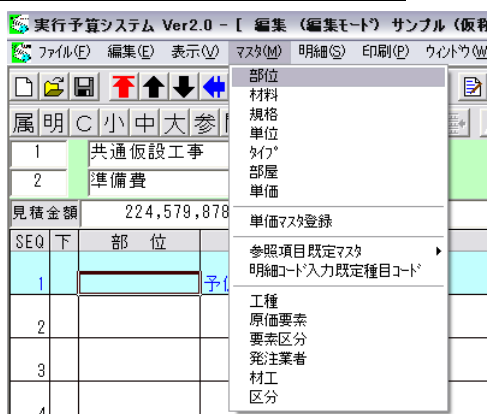 実行予算システム Ver2.0 - [ 編集 (編集モード) サンプル (仮称
ファイル(F) 編集(E) 表示(V) マスタ(M) 明細(S) 印刷(P) ウィンドウ(W
属 明 C 小 中 大 参
1 共通仮設工事
2 準備費
見積金額 224,579,878
SEQ 下 部 位
1 予
2
3
4
部位
材料
規格
単位
タイプ
部屋
単価
単価マスタ登録
参照項目既定マスタ
明細コード入力既定種目コード
工種
原価要素
要素区分
発注業者
材工
区分